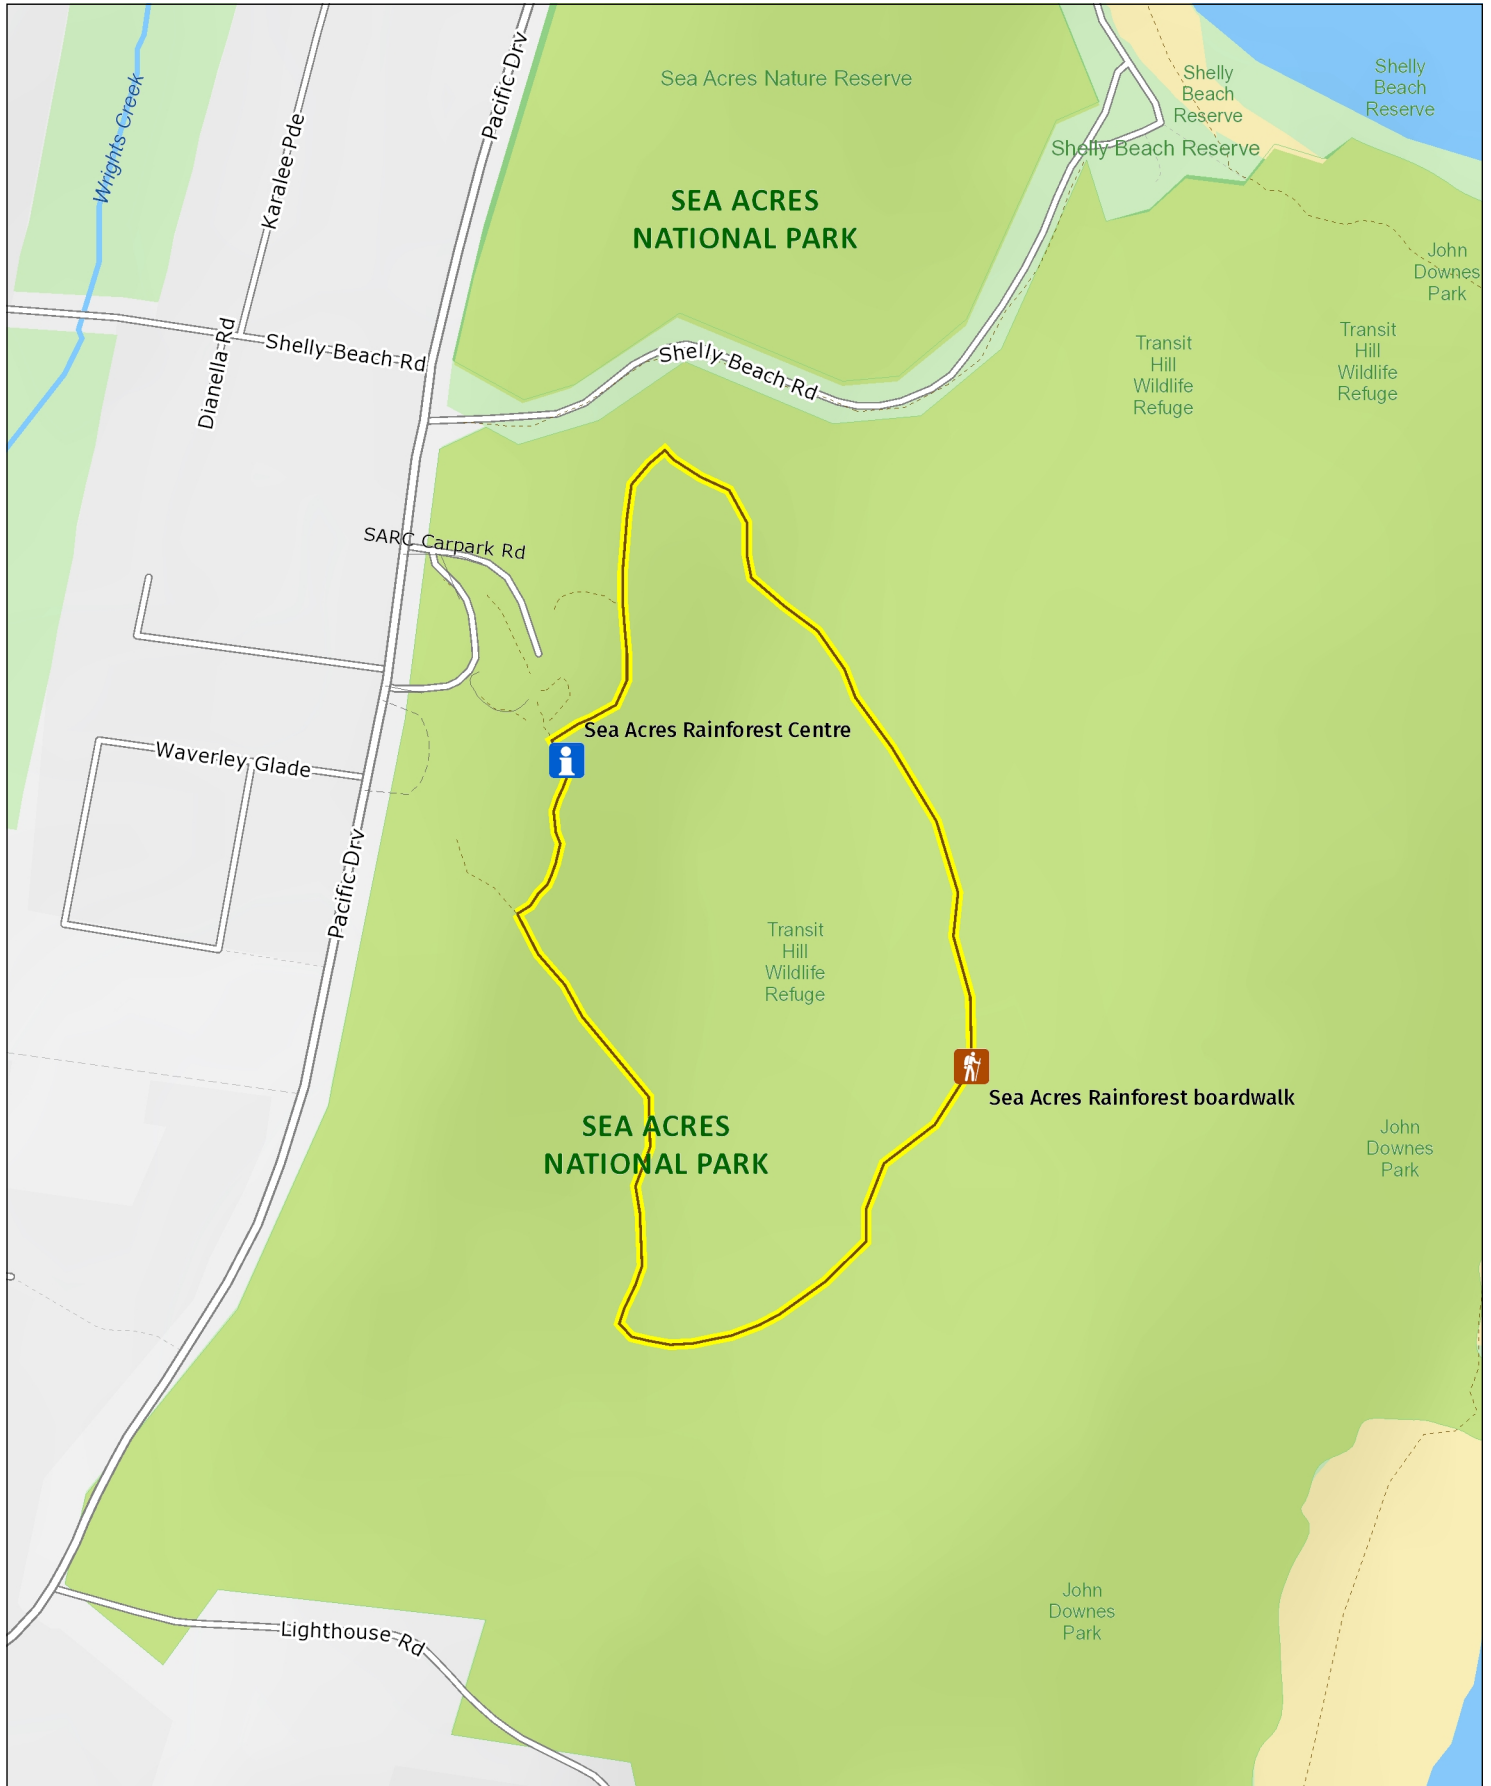 Wrights Creek
Karalee Pde
Pacific Drv
Sea Acres Nature Reserve
Shelly
Beach
Reserve
Shelly
Beach
Reserve
Shelly Beach Reserve
SEA ACRES
NATIONAL PARK
John
Downes
Park
Dianella Rd
Shelly Beach Rd
Shelly Beach Rd
Transit
Hill
Wildlife
Refuge
Transit
Hill
Wildlife
Refuge
SARC Carpark Rd
Sea Acres Rainforest Centre
Waverley Glade
Pacific Drv
Transit
Hill
Wildlife
Refuge
Sea Acres Rainforest boardwalk
SEA ACRES
NATIONAL PARK
John
Downes
Park
John
Downes
Park
Lighthouse Rd